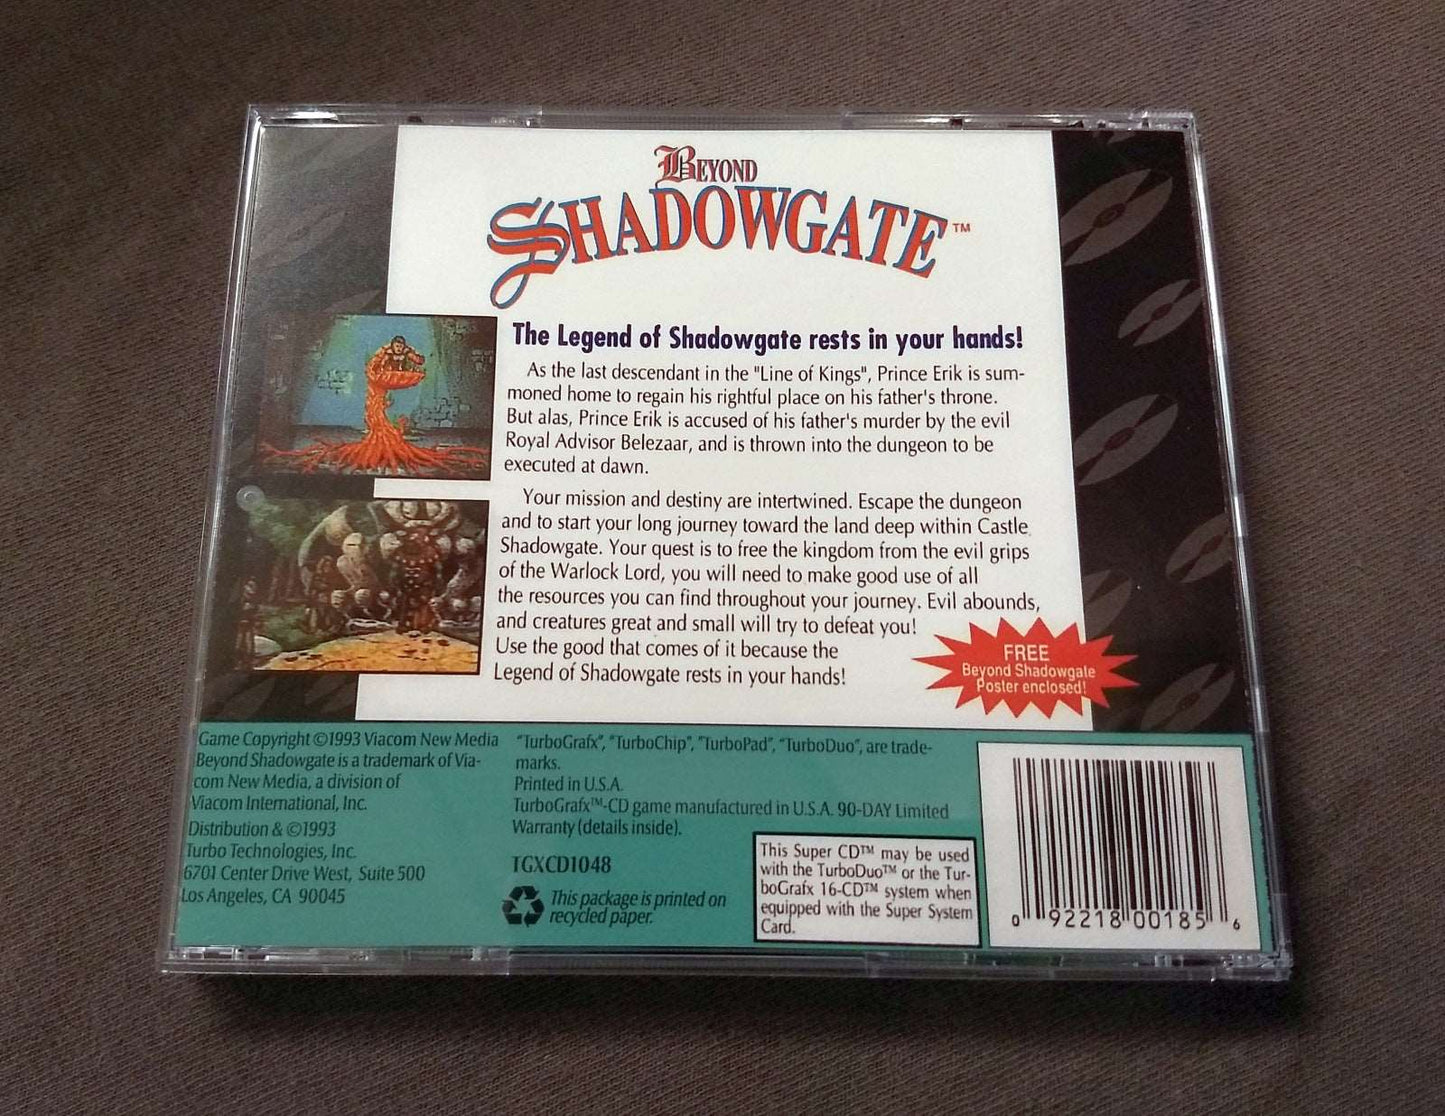 BEYOND
SHADOWGATE™
The Legend of Shadowgate rests in your hands!
As the last descendant in the "Line of Kings", Prince Erik is sum-
moned home to regain his rightful place on his father's throne.
But alas, Prince Erik is accused of his father's murder by the evil
Royal Advisor Belezaar, and is thrown into the dungeon to be
executed at dawn.
Your mission and destiny are intertwined. Escape the dungeon
and to start your long journey toward the land deep within Castle
Shadowgate. Your quest is to free the kingdom from the evil grips
of the Warlock Lord, you will need to make good use of all
the resources you can find throughout your journey. Evil abounds,
and creatures great and small will try to defeat you!
Use the good that comes of it because the
Legend of Shadowgate rests in your hands!
FREE
Beyond Shadowgate
Poster enclosed!
Game Copyright ©1993 Viacom New Media
Beyond Shadowgate is a trademark of Via-
com New Media, a division of
Viacom International, Inc.
Distribution & ©1993
Turbo Technologies, Inc.
6701 Center Drive West, Suite 500
Los Angeles, CA 90045
"TurboGrafx", "TurboChip", "TurboPad", "TurboDuo", are trade-
marks.
Printed in U.S.A.
TurboGrafx™-CD game manufactured in U.S.A. 90-DAY Limited
Warranty (details inside).
TGXCD1048
This package is printed on
recycled paper.
This Super CD™ may be used
with the TurboDuo™ or the Tur-
boGrafx 16-CD™ system when
equipped with the Super System
Card.
0 92218 00185 6